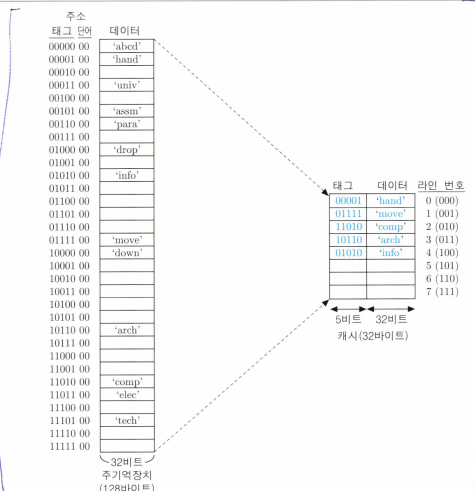 주소
태그 단어 데이터
00000 00 'abcd'
00001 00 'hand'
00010 00
00011 00 'univ'
00100 00
00101 00 'assm'
00110 00 'para'
00111 00
01000 00 'drop'
01001 00
01010 00 'info'
01011 00
01100 00
01101 00
01110 00
01111 00 'move'
10000 00 'down'
10001 00
10010 00
10011 00
10100 00
10101 00
10110 00 'arch'
10111 00
11000 00
11001 00
11010 00 'comp'
11011 00 'elec'
11100 00
11101 00 'tech'
11110 00
11111 00
32비트
주기억장치
(128바이트)
태그 데이터 라인 번호
00001 'hand' 0 (000)
01111 'move' 1 (001)
11010 'comp' 2 (010)
10110 'arch' 3 (011)
01010 'info' 4 (100)
5 (101)
6 (110)
7 (111)
5비트 32비트
캐시(32바이트)